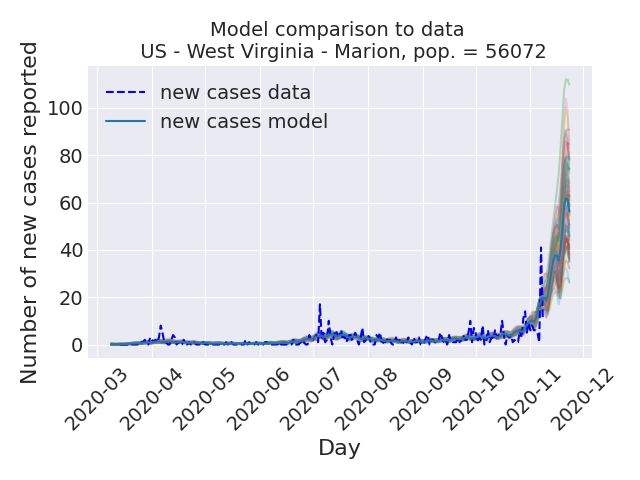 Model comparison to data
US - West Virginia - Marion, pop. = 56072
Number of new cases reported
new cases data
new cases model
100
80
60
40
20
0
2020-03
2020-04
2020-05
2020-06
2020-07
2020-08
2020-09
2020-10
2020-11
2020-12
Day